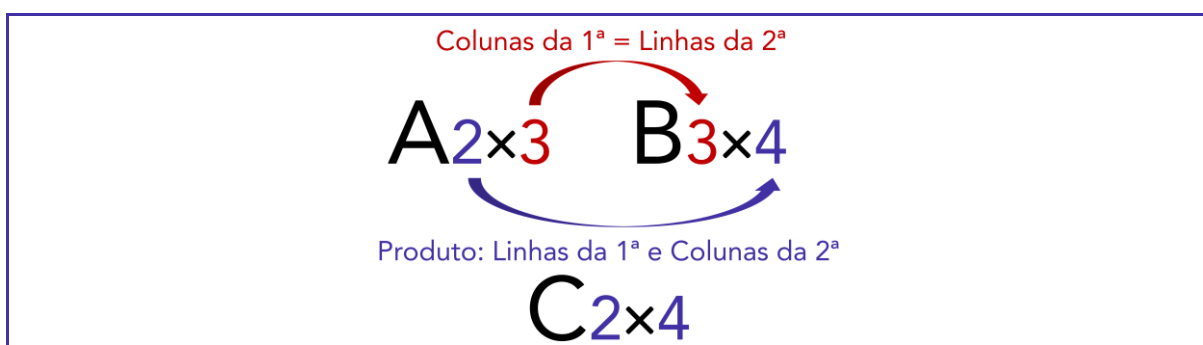 Colunas da 1ª = Linhas da 2ª
A2×3 B3×4
Produto: Linhas da 1ª e Colunas da 2ª
C2×4